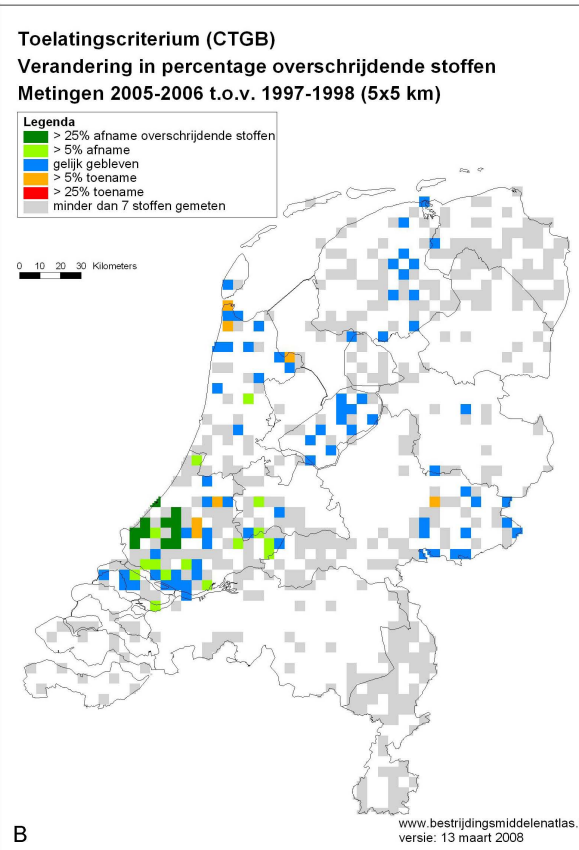 Toelatingscriterium (CTGB)
Verandering in percentage overschrijdende stoffen
Metingen 2005-2006 t.o.v. 1997-1998 (5x5 km)
Legenda
> 25% afname overschrijdende stoffen
> 5% afname
gelijk gebleven
> 5% toename
> 25% toename
minder dan 7 stoffen gemeten
0 10 20 30 Kilometers
www.bestrijdingsmiddelenatlas.
versie: 13 maart 2008
B